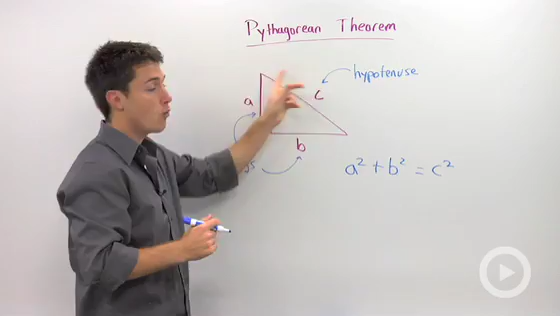 Pythagorean Theorem
hypotenuse
a
c
b
a² + b² = c²